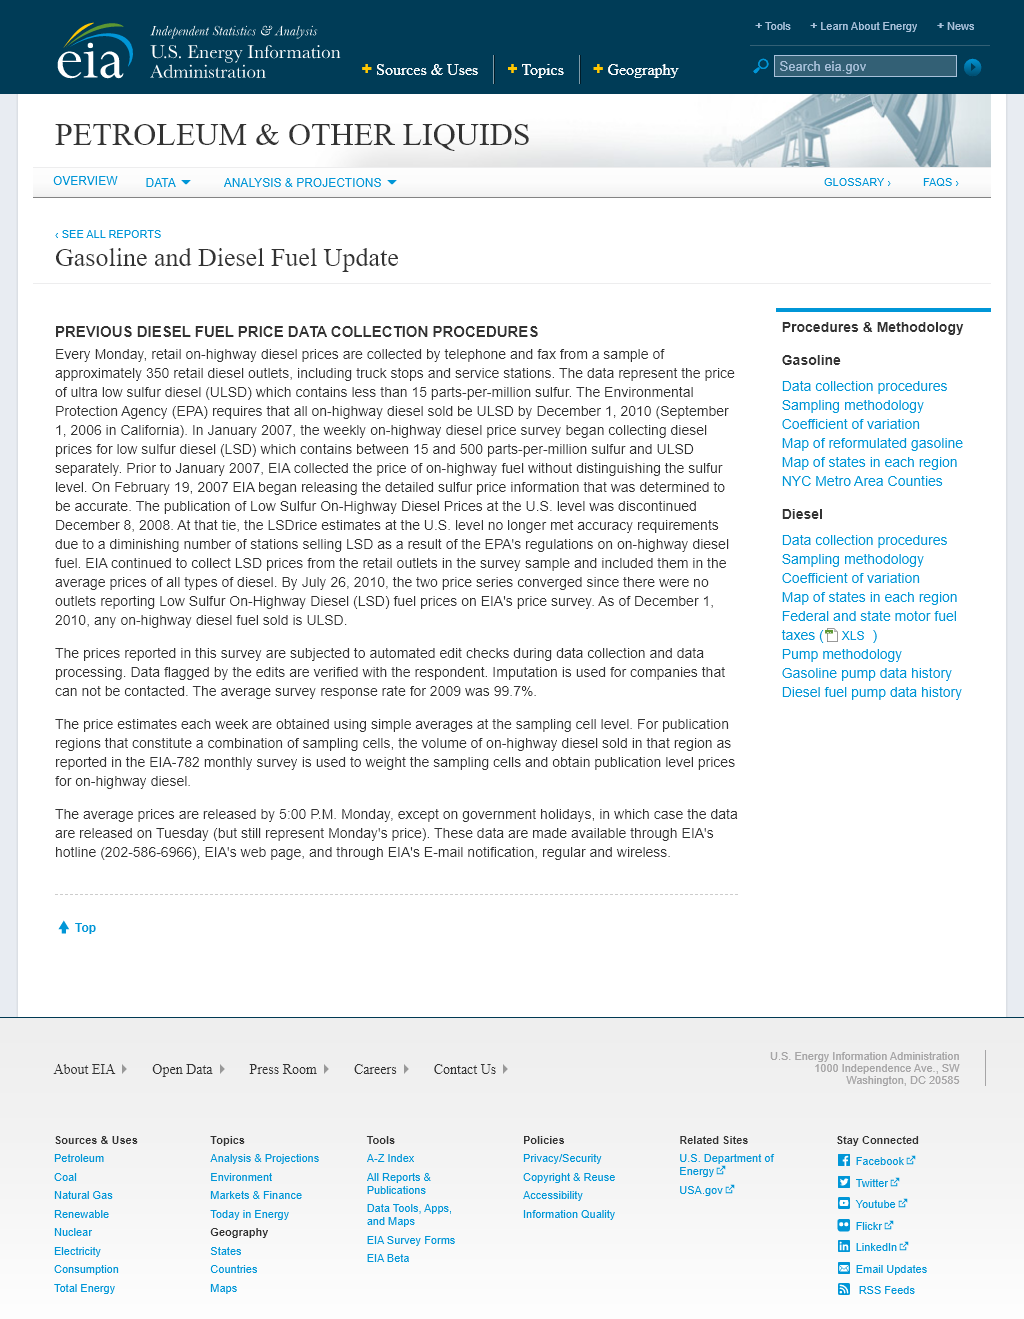 Independent Statistics & Analysis
eia U.S. Energy Information
Administration
+ Sources & Uses
+ Topics
+ Geography
+ Tools
+ Learn About Energy
+ News
Search eia.gov
PETROLEUM & OTHER LIQUIDS
OVERVIEW
DATA
ANALYSIS & PROJECTIONS
GLOSSARY ›
FAQS ›
‹ SEE ALL REPORTS
Gasoline and Diesel Fuel Update
PREVIOUS DIESEL FUEL PRICE DATA COLLECTION PROCEDURES
Every Monday, retail on-highway diesel prices are collected by telephone and fax from a sample of
approximately 350 retail diesel outlets, including truck stops and service stations. The data represent the price
of ultra low sulfur diesel (ULSD) which contains less than 15 parts-per-million sulfur. The Environmental
Protection Agency (EPA) requires that all on-highway diesel sold be ULSD by December 1, 2010 (September
1, 2006 in California). In January 2007, the weekly on-highway diesel price survey began collecting diesel
prices for low sulfur diesel (LSD) which contains between 15 and 500 parts-per-million sulfur and ULSD
separately. Prior to January 2007, EIA collected the price of on-highway fuel without distinguishing the sulfur
level. On February 19, 2007 EIA began releasing the detailed sulfur price information that was determined to
be accurate. The publication of Low Sulfur On-Highway Diesel Prices at the U.S. level was discontinued
December 8, 2008. At that tie, the LSDrice estimates at the U.S. level no longer met accuracy requirements
due to a diminishing number of stations selling LSD as a result of the EPA's regulations on on-highway diesel
fuel. EIA continued to collect LSD prices from the retail outlets in the survey sample and included them in the
average prices of all types of diesel. By July 26, 2010, the two price series converged since there were no
outlets reporting Low Sulfur On-Highway Diesel (LSD) fuel prices on EIA's price survey. As of December 1,
2010, any on-highway diesel fuel sold is ULSD.
The prices reported in this survey are subjected to automated edit checks during data collection and data
processing. Data flagged by the edits are verified with the respondent. Imputation is used for companies that
can not be contacted. The average survey response rate for 2009 was 99.7%.
The price estimates each week are obtained using simple averages at the sampling cell level. For publication
regions that constitute a combination of sampling cells, the volume of on-highway diesel sold in that region as
reported in the EIA-782 monthly survey is used to weight the sampling cells and obtain publication level prices
for on-highway diesel.
The average prices are released by 5:00 P.M. Monday, except on government holidays, in which case the data
are released on Tuesday (but still represent Monday's price). These data are made available through EIA's
hotline (202-586-6966), EIA's web page, and through EIA's E-mail notification, regular and wireless.
Top
Procedures & Methodology
Gasoline
Data collection procedures
Sampling methodology
Coefficient of variation
Map of reformulated gasoline
Map of states in each region
NYC Metro Area Counties
Diesel
Data collection procedures
Sampling methodology
Coefficient of variation
Map of states in each region
Federal and state motor fuel
taxes ( XLS )
Pump methodology
Gasoline pump data history
Diesel fuel pump data history
About EIA
Open Data
Press Room
Careers
Contact Us
U.S. Energy Information Administration
1000 Independence Ave., SW
Washington, DC 20585
Sources & Uses
Petroleum
Coal
Natural Gas
Renewable
Nuclear
Electricity
Consumption
Total Energy
Topics
Analysis & Projections
Environment
Markets & Finance
Today in Energy
Geography
States
Countries
Maps
Tools
A-Z Index
All Reports &
Publications
Data Tools, Apps,
and Maps
EIA Survey Forms
EIA Beta
Policies
Privacy/Security
Copyright & Reuse
Accessibility
Information Quality
Related Sites
U.S. Department of
Energy
USA.gov
Stay Connected
Facebook
Twitter
Youtube
Flickr
LinkedIn
Email Updates
RSS Feeds